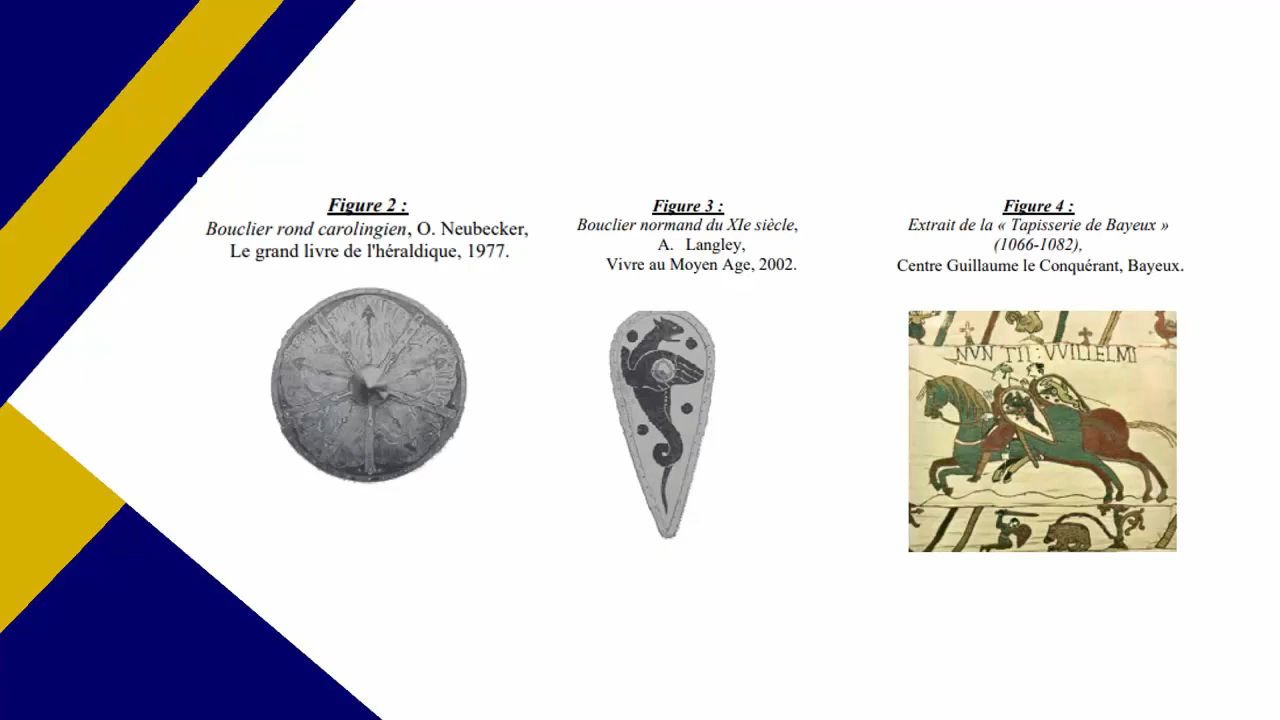 Figure 2 :
Bouclier rond carolingien, O. Neubecker,
Le grand livre de l'héraldique, 1977.
Figure 3 :
Bouclier normand du XIe siècle,
A. Langley,
Vivre au Moyen Age, 2002.
Figure 4 :
Extrait de la « Tapisserie de Bayeux »
(1066-1082),
Centre Guillaume le Conquérant, Bayeux.
NVN TII : VVILLELMI